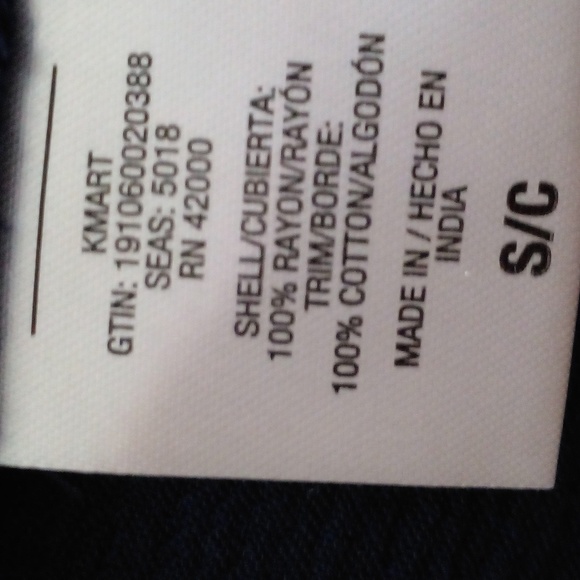 KMART
GTIN: 191060020388
SEAS: 5018
RN 42000
SHELL/CUBIERTA:
100% RAYON/RAYÓN
TRIM/BORDE:
100% COTTON/ALGODÓN
MADE IN / HECHO EN
INDIA
S/C